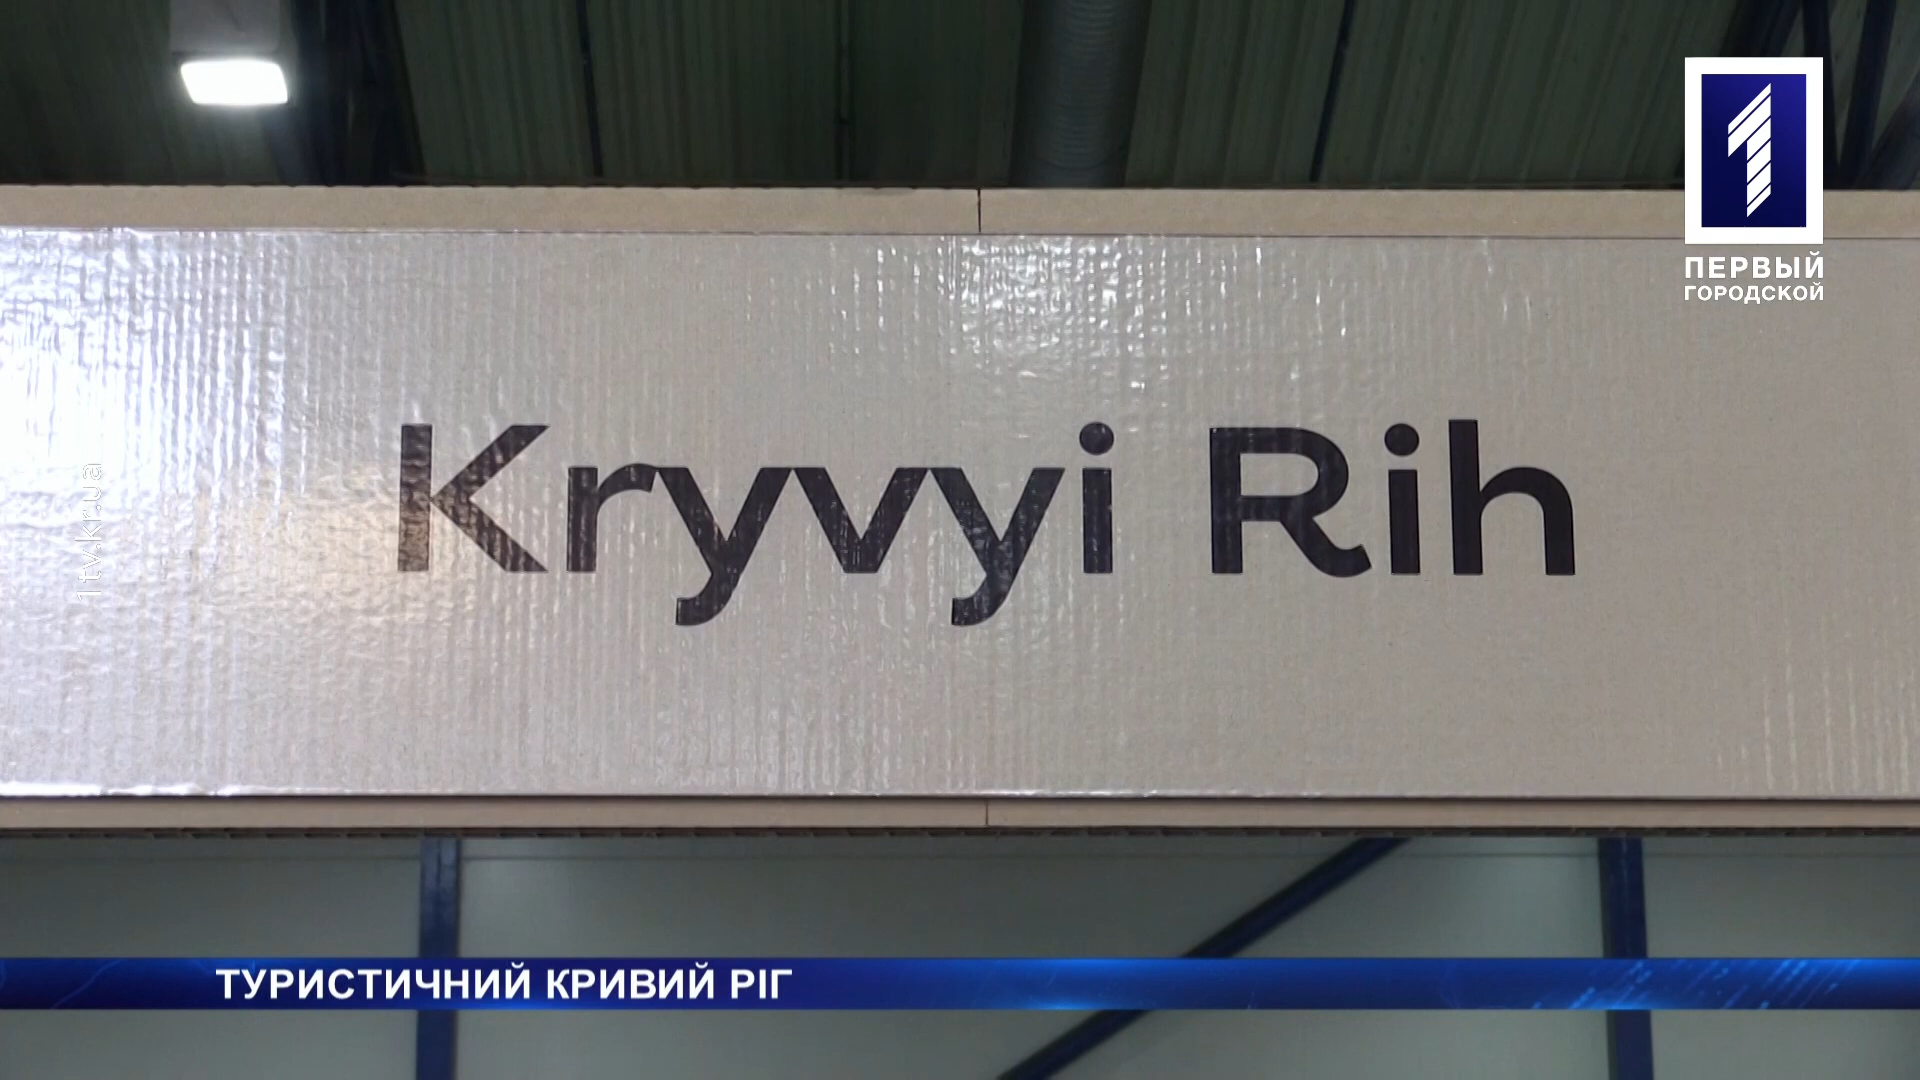 ПЕРВЫЙ
ГОРОДСКОЙ
Kryvyi Rih
1tv.kr.ua
ТУРИСТИЧНИЙ КРИВИЙ РІГ